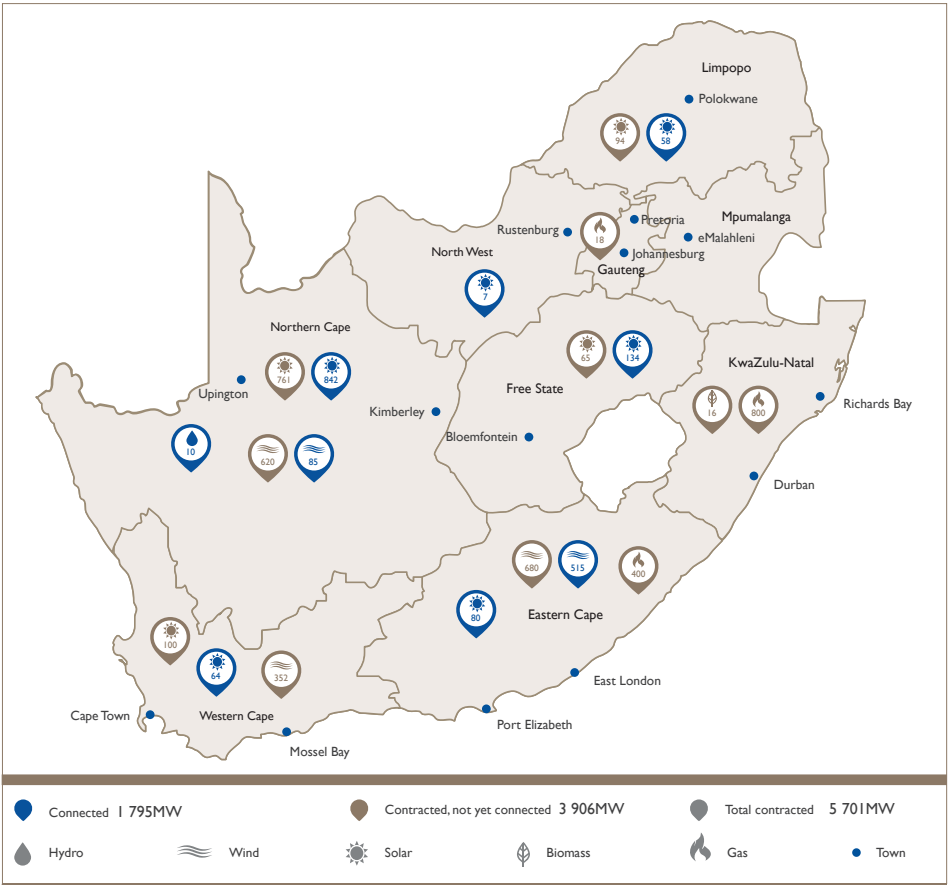 Limpopo
Polokwane
94
58
Pretoria
Mpumalanga
Rustenburg
18
eMalahleni
North West
Johannesburg
Gauteng
7
Northern Cape
65
134
KwaZulu-Natal
761
842
Free State
Upington
16
800
Richards Bay
Kimberley
Bloemfontein
10
620
85
Durban
680
515
400
80
Eastern Cape
100
64
352
East London
Cape Town
Western Cape
Port Elizabeth
Mossel Bay
Connected 1 795MW
Contracted, not yet connected 3 906MW
Total contracted 5 701MW
Hydro
Wind
Solar
Biomass
Gas
Town